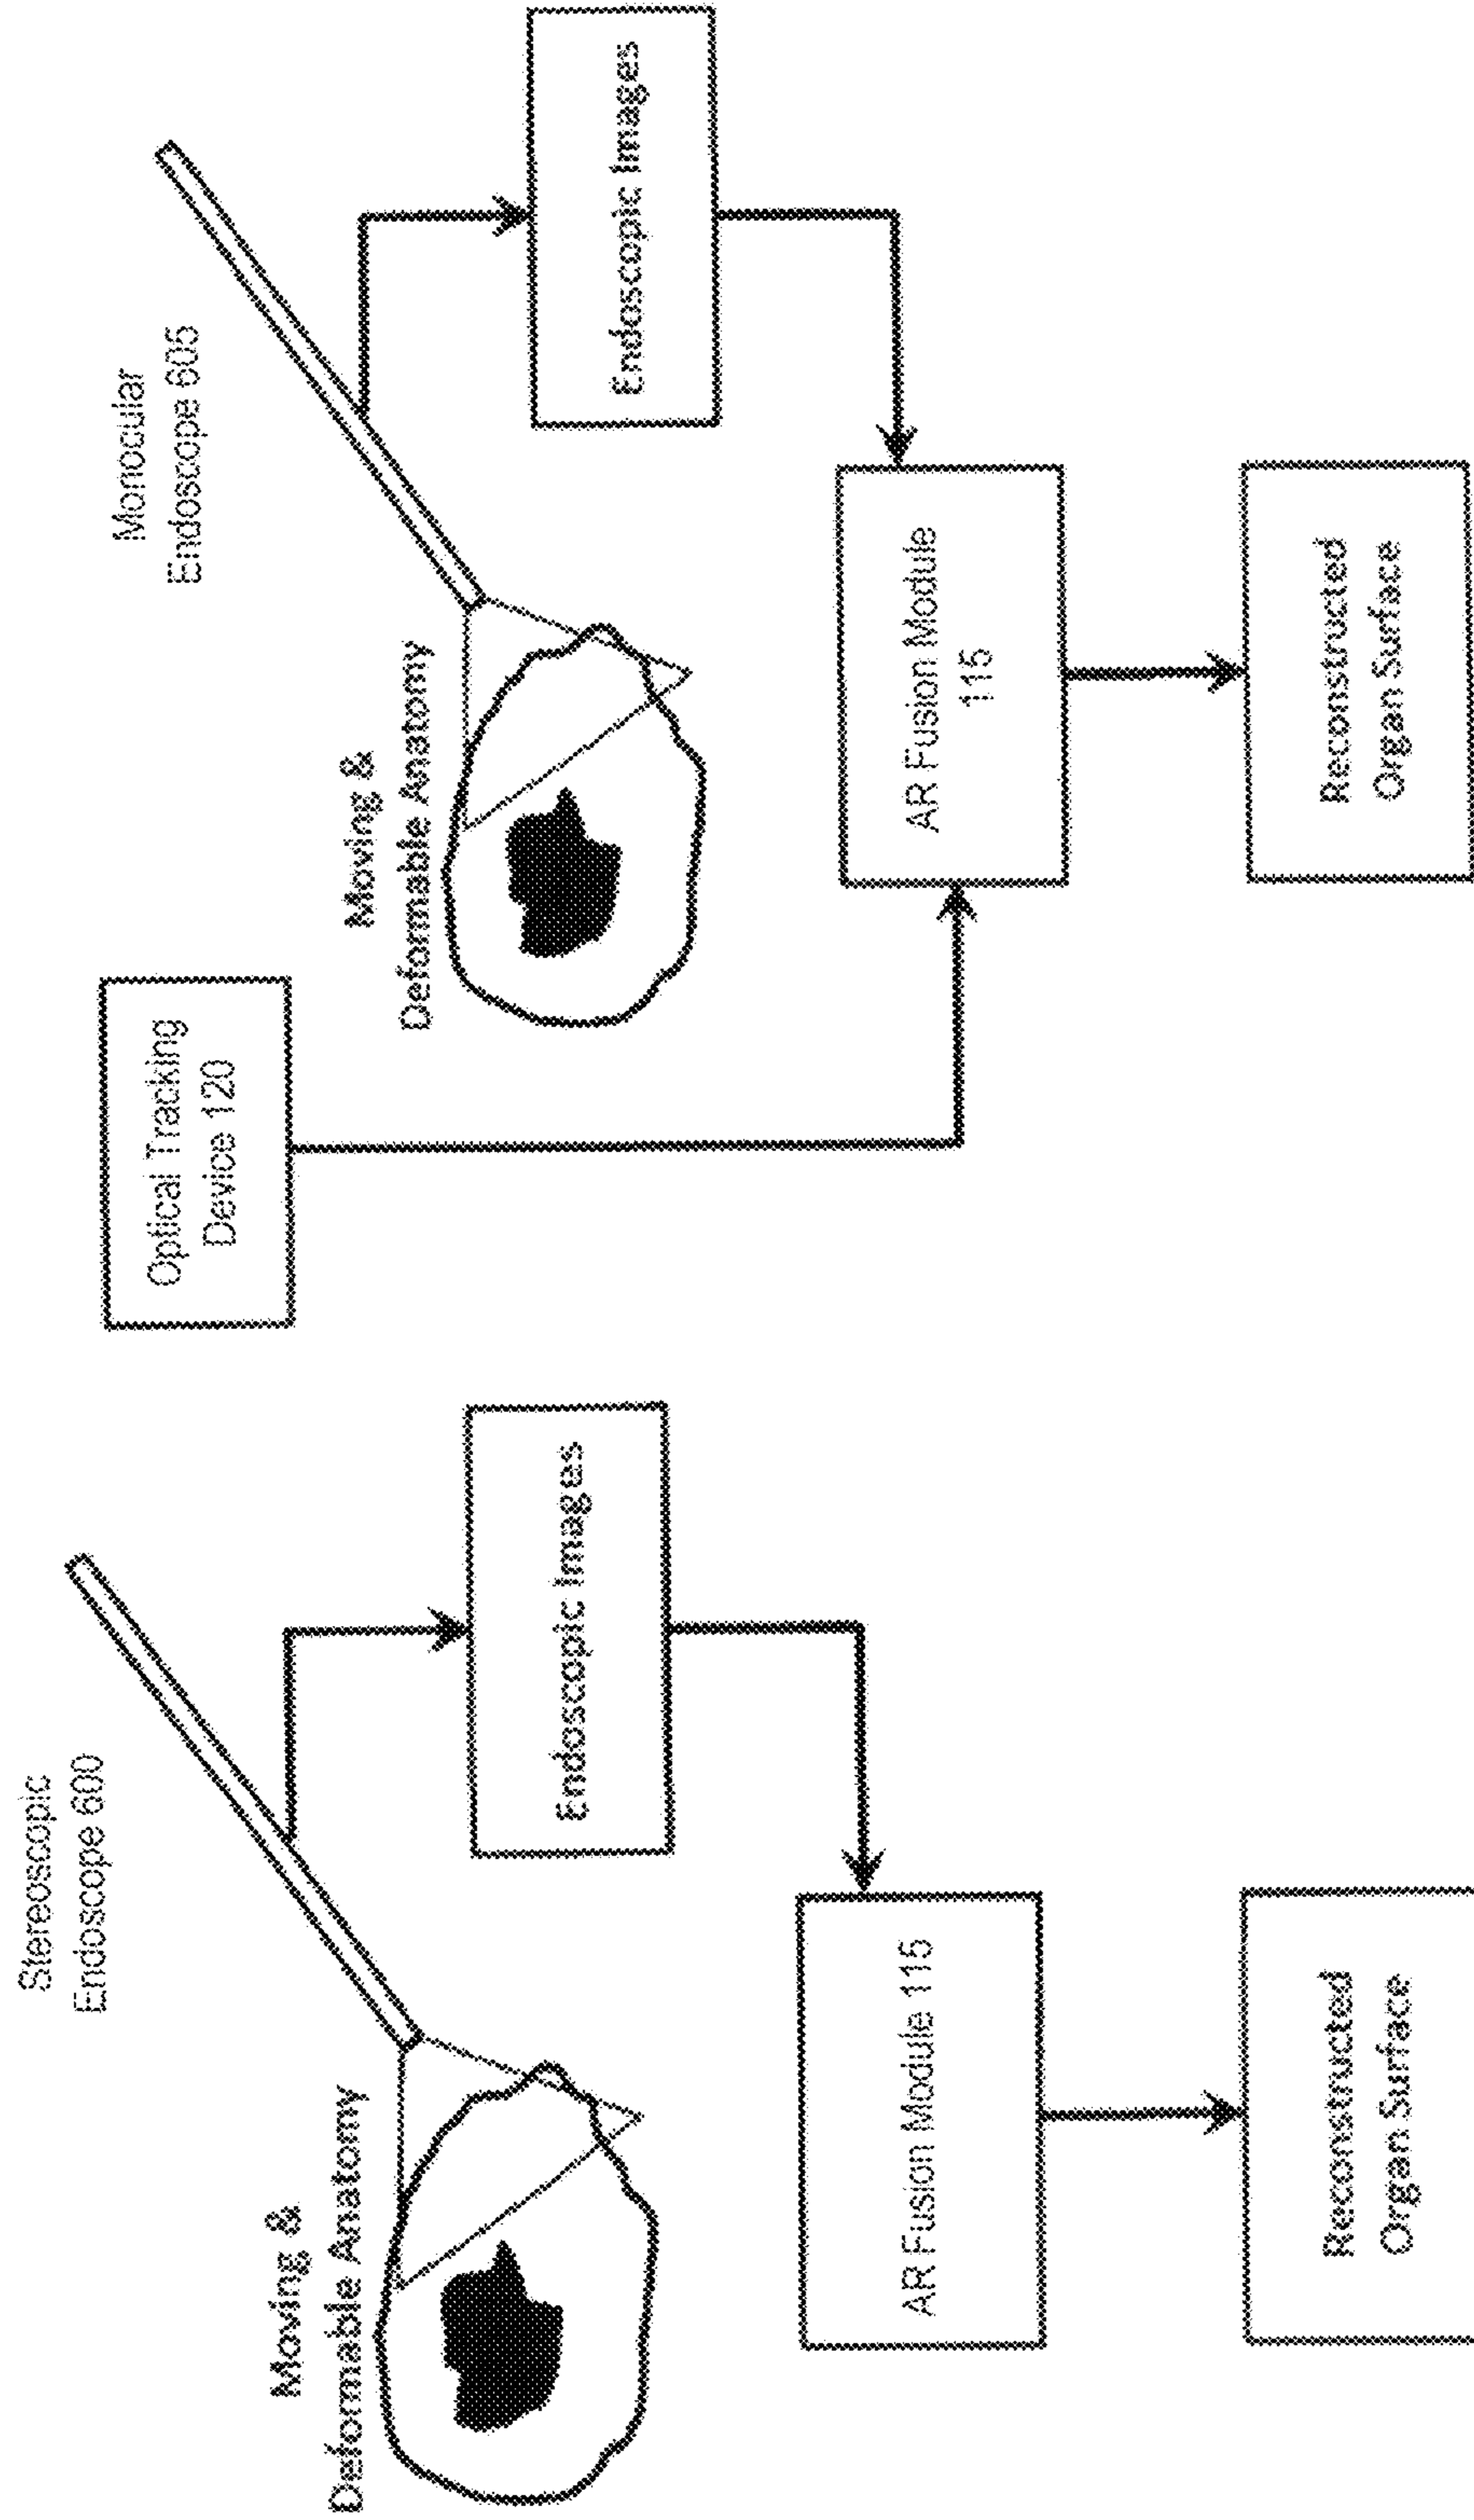 Stereoscopic
Endoscope 600
Moving &
Deformable Anatomy
Endoscopic Images
AR Fusion Module 115
Reconstructed
Organ Surface
Optical Tracking
Device 120
Monocular
Endoscope 605
Moving &
Deformable Anatomy
Endoscopic Images
AR Fusion Module
115
Reconstructed
Organ Surface